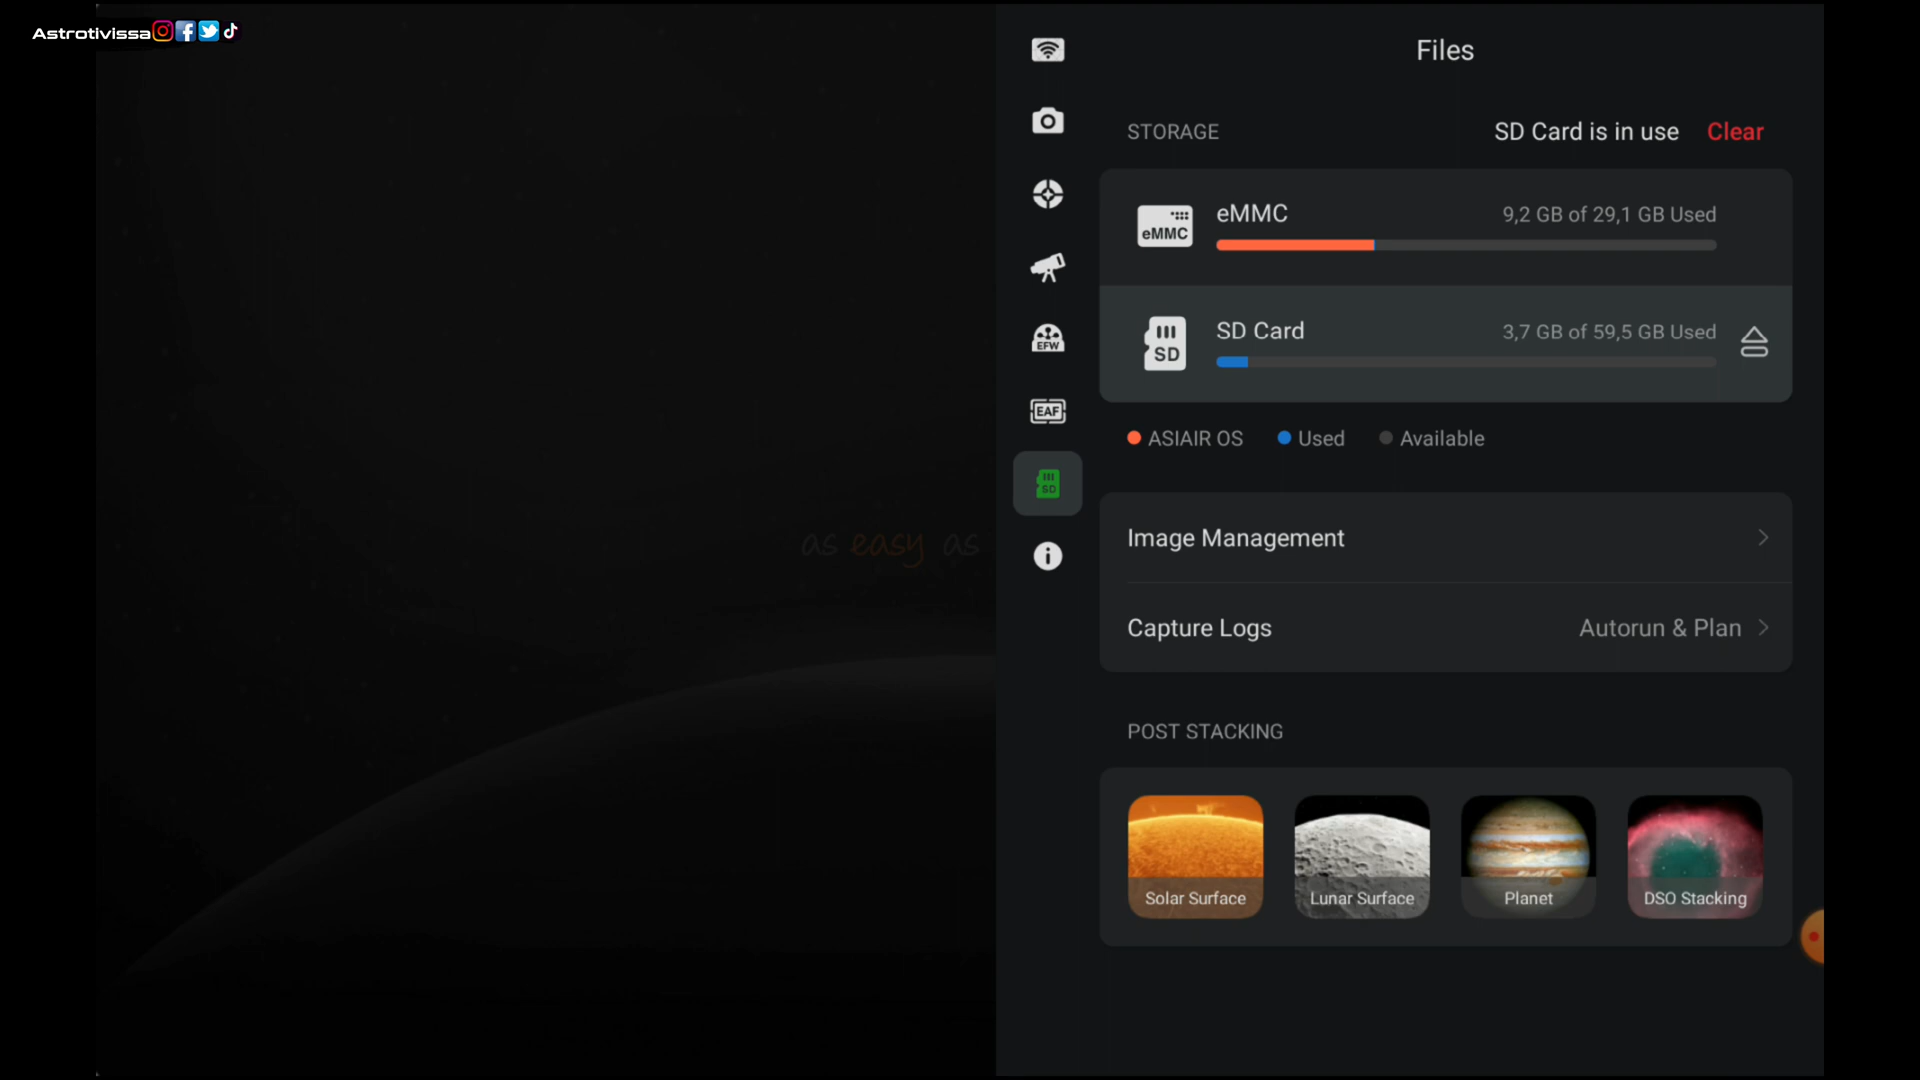 Astrotivissa
Files
STORAGE
SD Card is in use
Clear
eMMC
eMMC
9,2 GB of 29,1 GB Used
SD
SD Card
3,7 GB of 59,5 GB Used
ASIAIR OS
Used
Available
EFW
EAF
SD
as easy as
Image Management
Capture Logs
Autorun & Plan
POST STACKING
Solar Surface
Lunar Surface
Planet
DSO Stacking